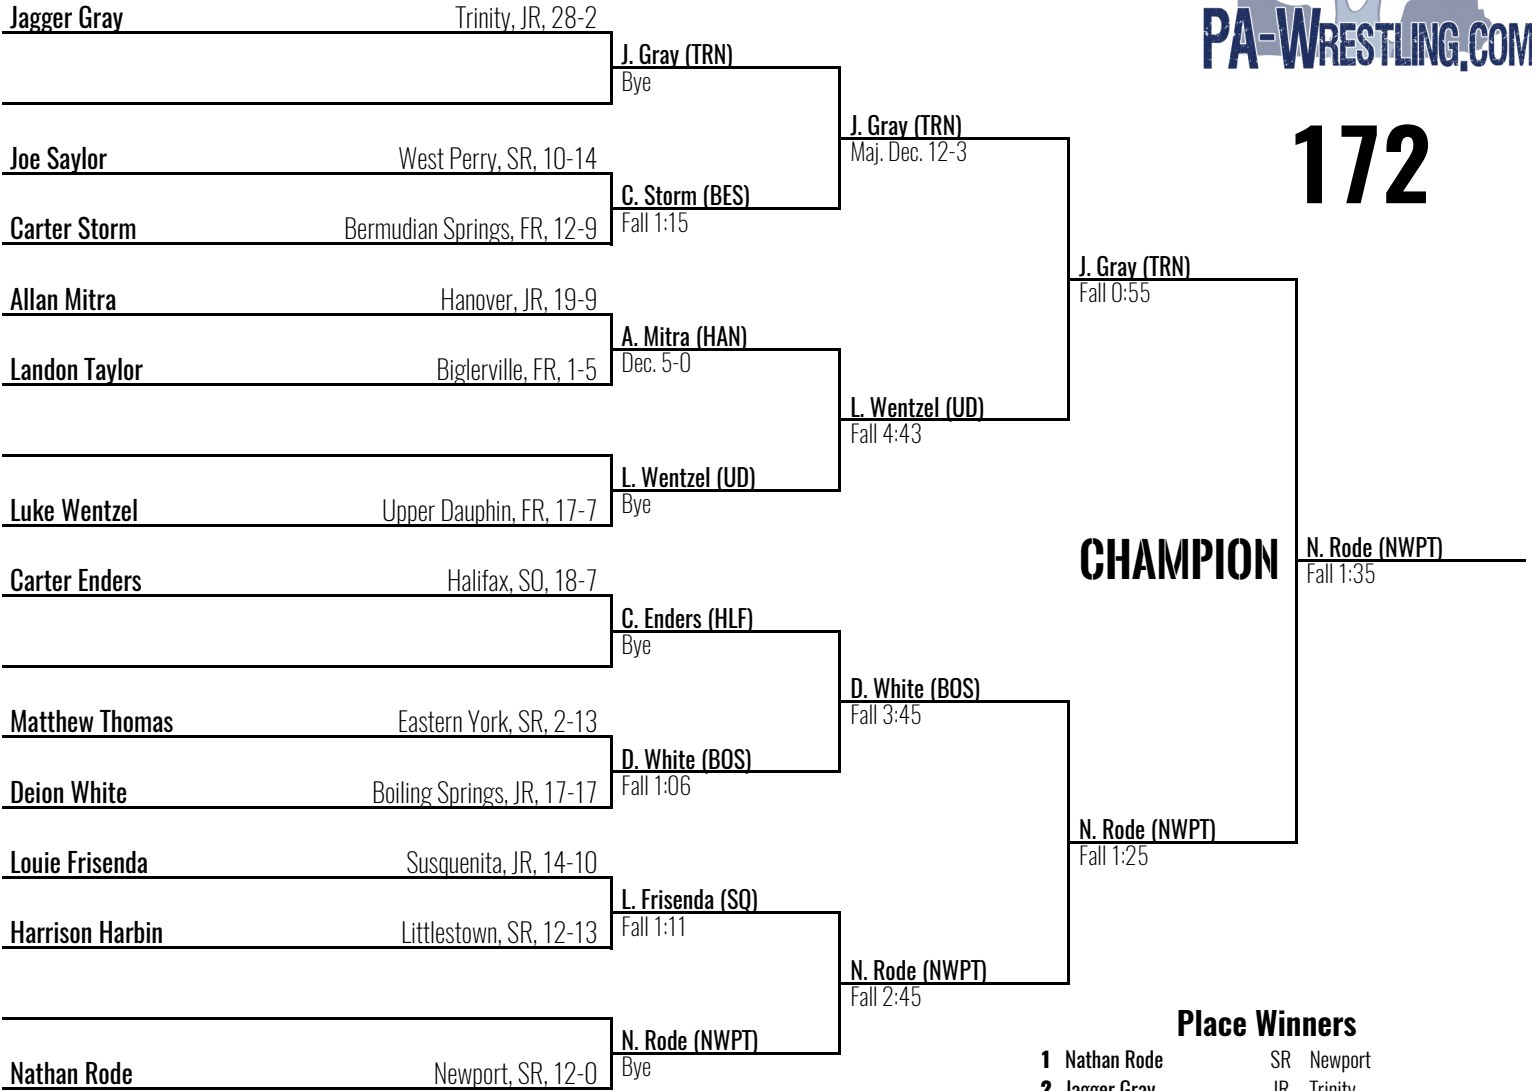 Jagger Gray Trinity, JR, 28-2
Joe Saylor West Perry, SR, 10-14
Carter Storm Bermudian Springs, FR, 12-9
Allan Mitra Hanover, JR, 19-9
Landon Taylor Biglerville, FR, 1-5
Luke Wentzel Upper Dauphin, FR, 17-7
Carter Enders Halifax, SO, 18-7
Matthew Thomas Eastern York, SR, 2-13
Deion White Boiling Springs, JR, 17-17
Louie Frisenda Susquenita, JR, 14-10
Harrison Harbin Littlestown, SR, 12-13
Nathan Rode Newport, SR, 12-0
J. Gray (TRN)
Bye
C. Storm (BES)
Fall 1:15
A. Mitra (HAN)
Dec. 5-0
L. Wentzel (UD)
Bye
C. Enders (HLF)
Bye
D. White (BOS)
Fall 1:06
L. Frisenda (SQ)
Fall 1:11
N. Rode (NWPT)
Bye
J. Gray (TRN)
Maj. Dec. 12-3
L. Wentzel (UD)
Fall 4:43
D. White (BOS)
Fall 3:45
N. Rode (NWPT)
Fall 2:45
J. Gray (TRN)
Fall 0:55
N. Rode (NWPT)
Fall 1:25
CHAMPION
N. Rode (NWPT)
Fall 1:35
PA-WRESTLING.COM
172
Place Winners
1 Nathan Rode SR Newport
2 Jagger Gray JR Trinity